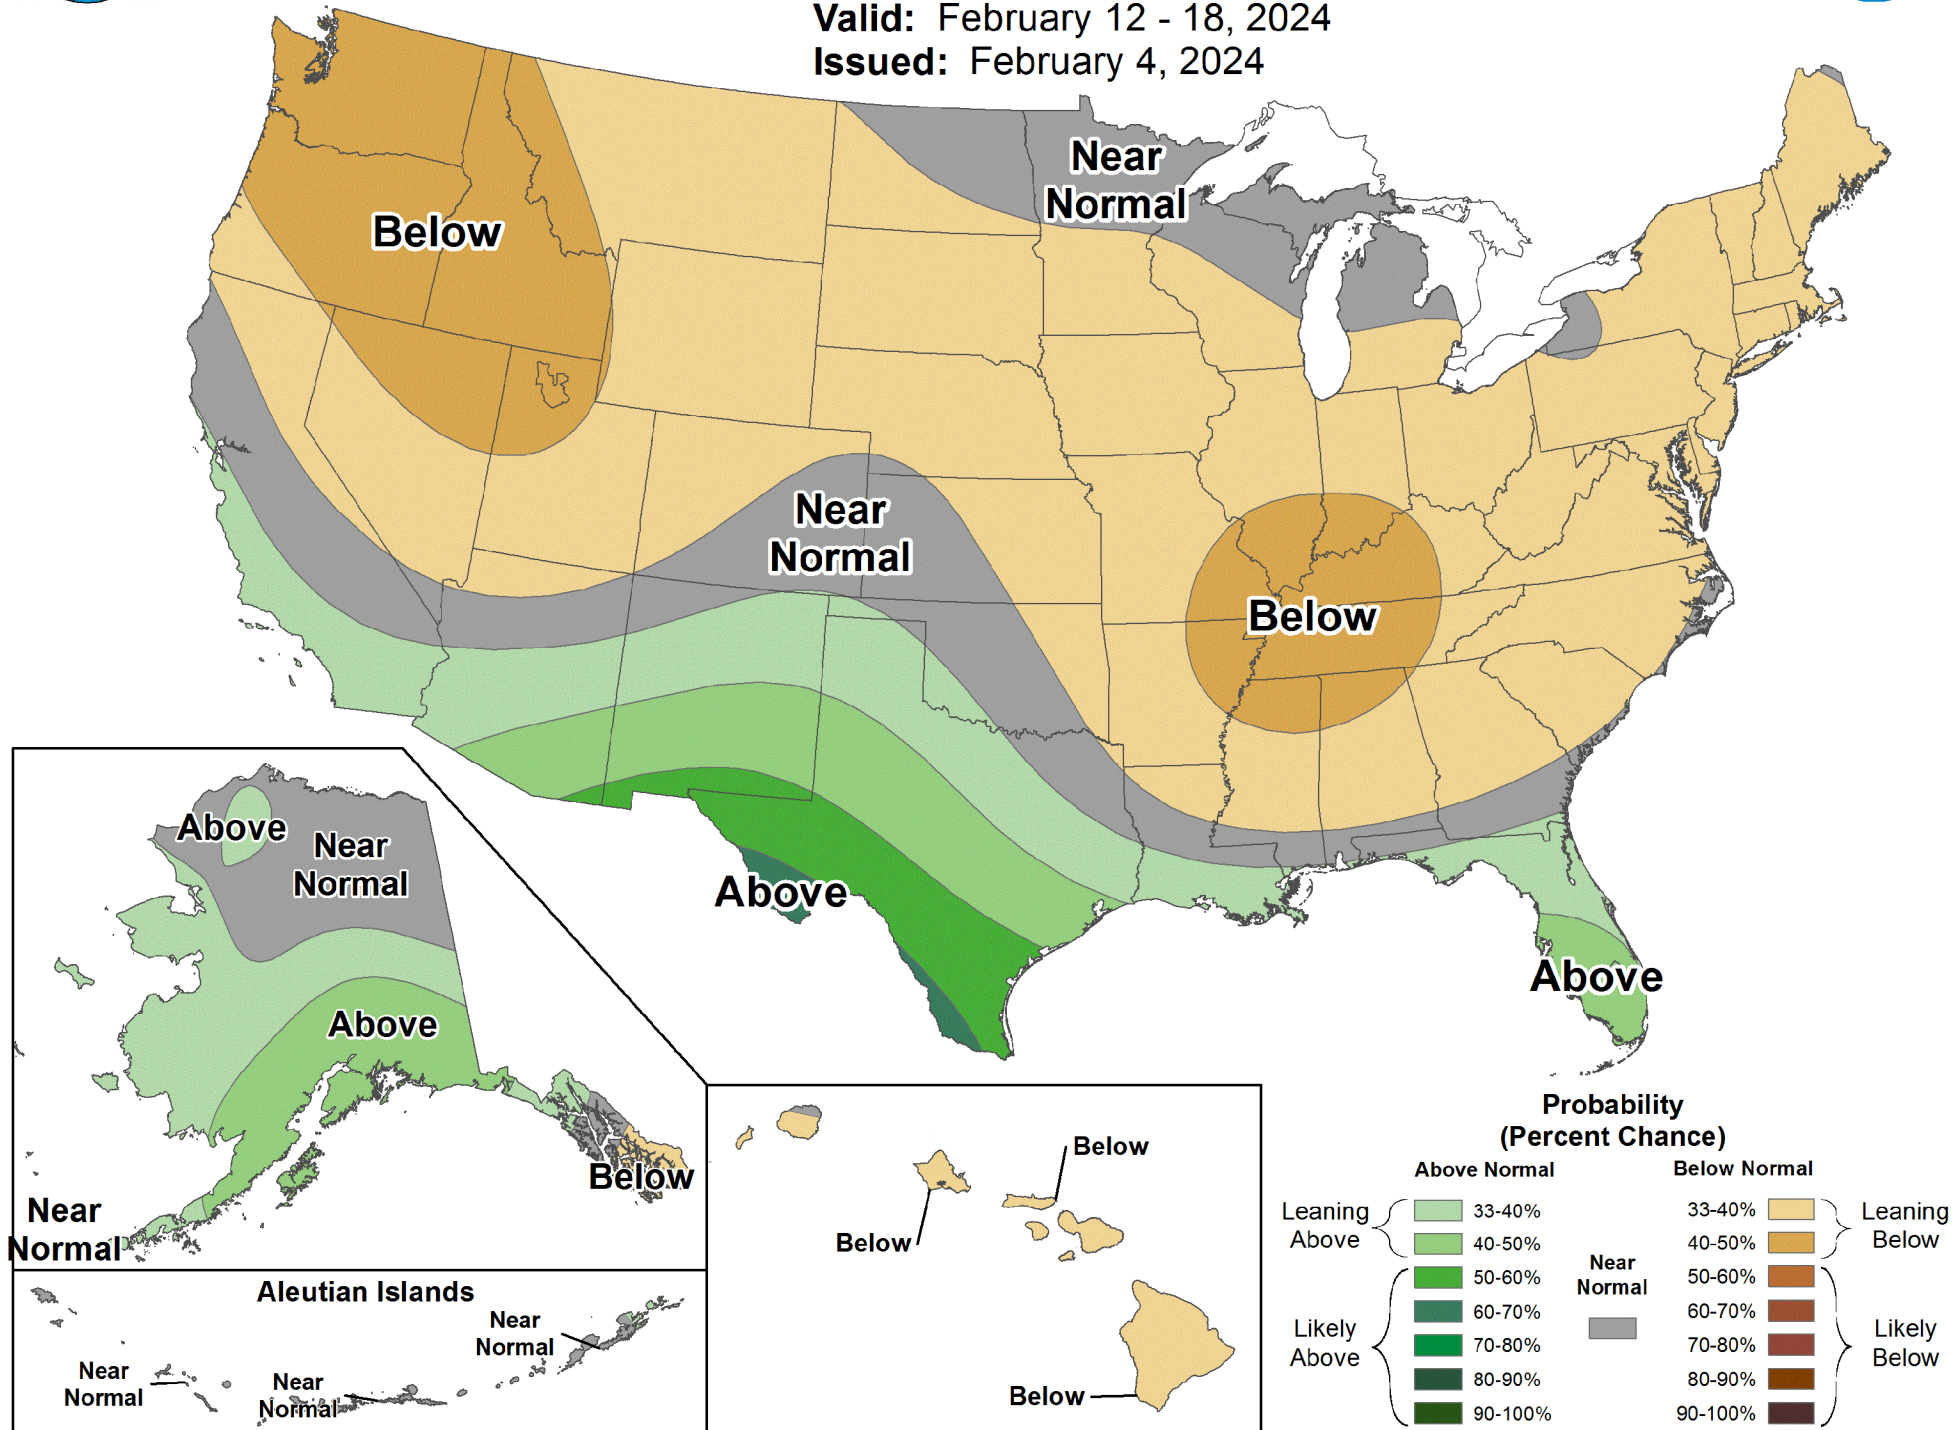 Valid: February 12 - 18, 2024
Issued: February 4, 2024
Near
Normal
Below
Near
Normal
Below
Above
Above
Above
Near
Normal
Above
Below
Near
Normal
Aleutian Islands
Near
Normal
Near
Normal
Near
Normal
Below
Below
Below
Probability
(Percent Chance)
Above Normal
Below Normal
Leaning
Above
33-40%
40-50%
Likely
Above
50-60%
60-70%
70-80%
80-90%
90-100%
Near
Normal
33-40%
40-50%
Leaning
Below
50-60%
60-70%
70-80%
80-90%
90-100%
Likely
Below